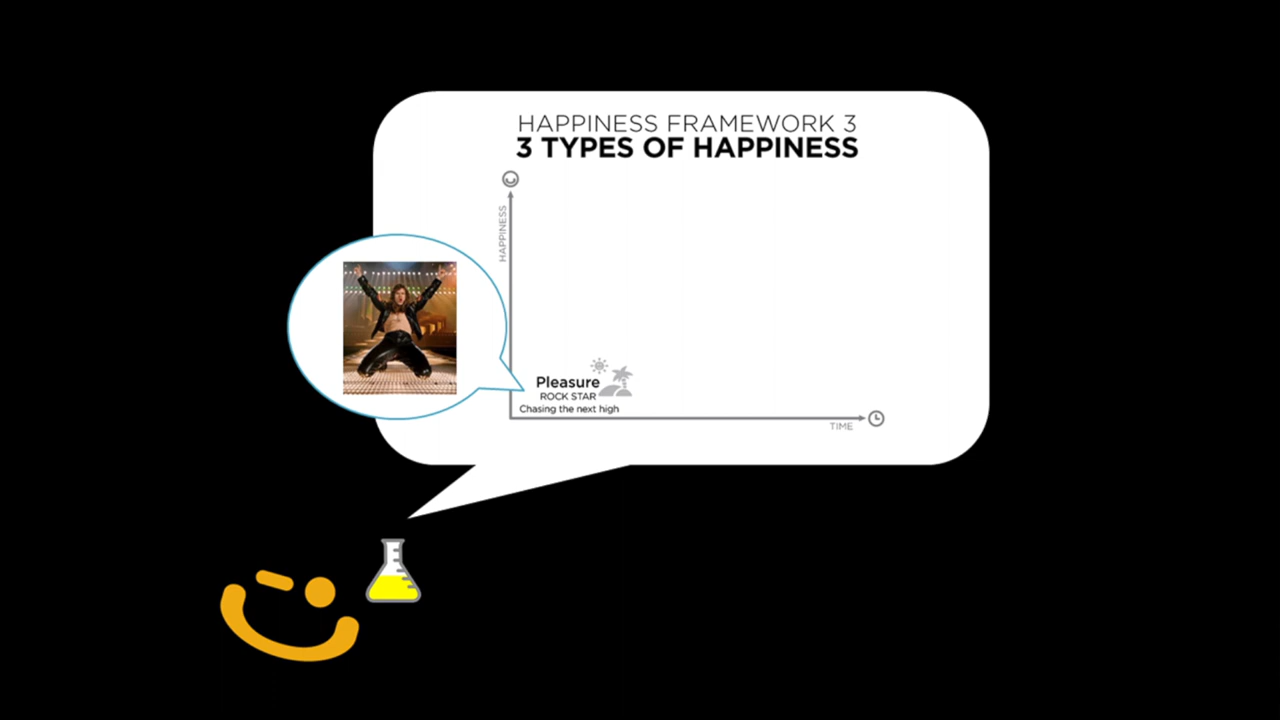 HAPPINESS FRAMEWORK 3
3 TYPES OF HAPPINESS
HAPPINESS
Pleasure
ROCK STAR
Chasing the next high
TIME